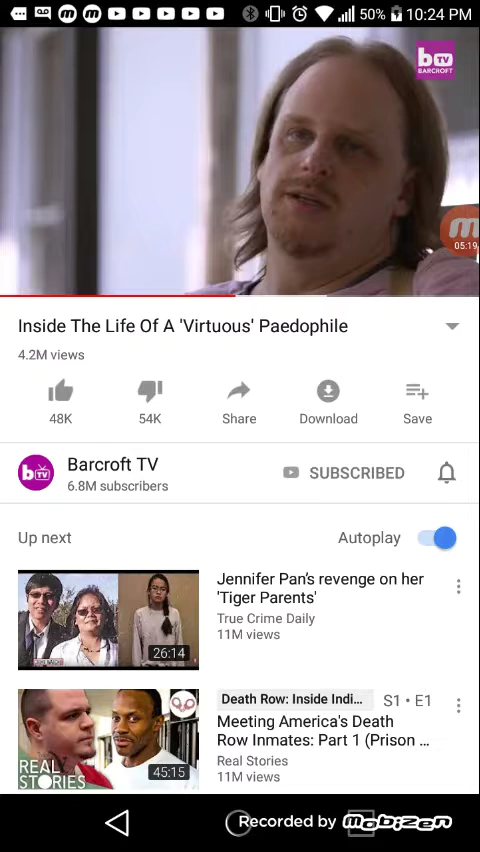 50% 10:24 PM
bTV
BARCROFT
05:19
Inside The Life Of A 'Virtuous' Paedophile
4.2M views
48K 54K Share Download Save
bTV
Barcroft TV
6.8M subscribers
SUBSCRIBED
Up next Autoplay
Jennifer Pan's revenge on her
'Tiger Parents'
True Crime Daily
11M views
26:14
Death Row: Inside Indi... S1 • E1
Meeting America's Death
Row Inmates: Part 1 (Prison ...
Real Stories
11M views
REAL
STORIES
45:15
Recorded by Mobizen